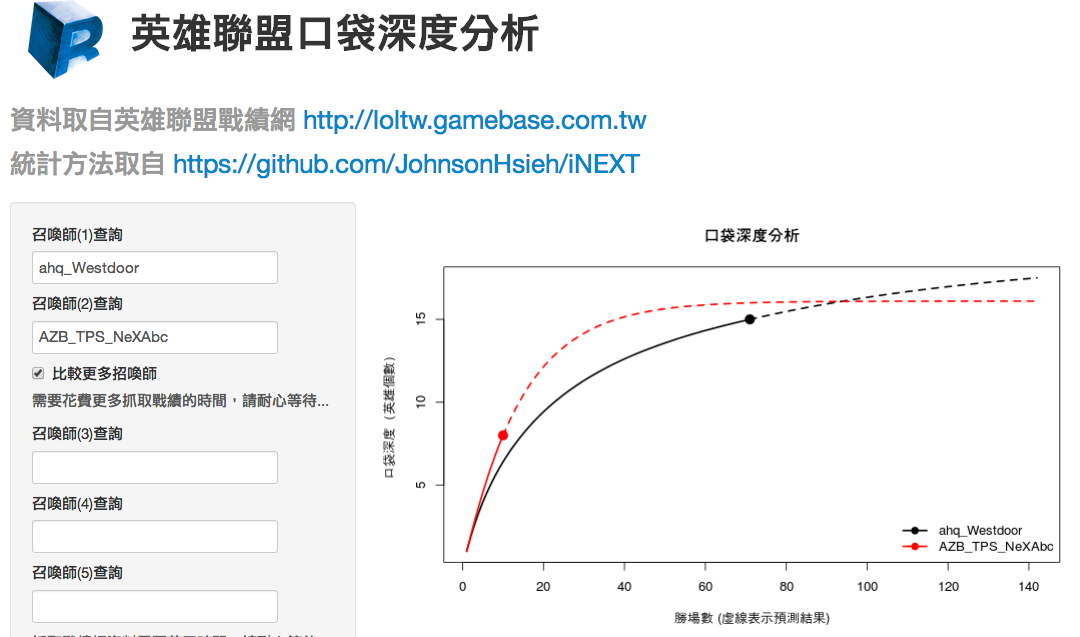 英雄聯盟口袋深度分析
資料取自英雄聯盟戰績網 http://loltw.gamebase.com.tw
統計方法取自 https://github.com/JohnsonHsieh/iNEXT
召喚師(1)查詢
ahq_Westdoor
召喚師(2)查詢
AZB_TPS_NeXAbc
比較更多招喚師
需要花費更多抓取戰績的時間，請耐心等待...
召喚師(3)查詢
召喚師(4)查詢
召喚師(5)查詢
口袋深度分析
口袋深度（英雄個數）
15
10
5
ahq_Westdoor
AZB_TPS_NeXAbc
0 20 40 60 80 100 120 140
勝場數 (虛線表示預測結果)